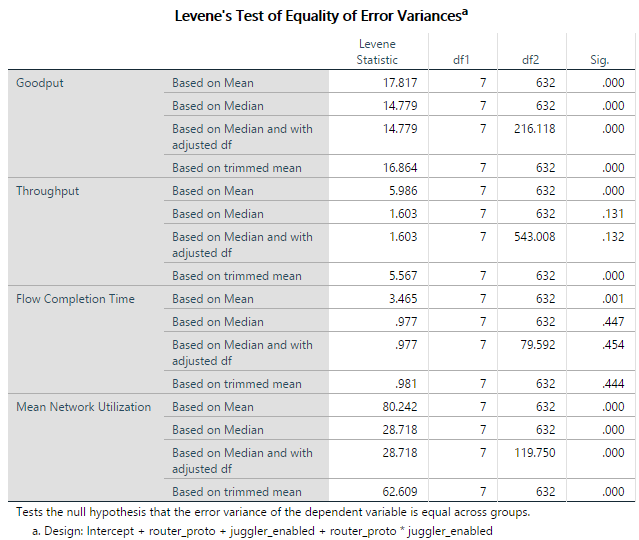 Levene's Test of Equality of Error Variancesa
Levene Statistic df1 df2 Sig.
Goodput Based on Mean 17.817 7 632 .000
Based on Median 14.779 7 632 .000
Based on Median and with adjusted df 14.779 7 216.118 .000
Based on trimmed mean 16.864 7 632 .000
Throughput Based on Mean 5.986 7 632 .000
Based on Median 1.603 7 632 .131
Based on Median and with adjusted df 1.603 7 543.008 .132
Based on trimmed mean 5.567 7 632 .000
Flow Completion Time Based on Mean 3.465 7 632 .001
Based on Median .977 7 632 .447
Based on Median and with adjusted df .977 7 79.592 .454
Based on trimmed mean .981 7 632 .444
Mean Network Utilization Based on Mean 80.242 7 632 .000
Based on Median 28.718 7 632 .000
Based on Median and with adjusted df 28.718 7 119.750 .000
Based on trimmed mean 62.609 7 632 .000
Tests the null hypothesis that the error variance of the dependent variable is equal across groups.
a. Design: Intercept + router_proto + juggler_enabled + router_proto * juggler_enabled